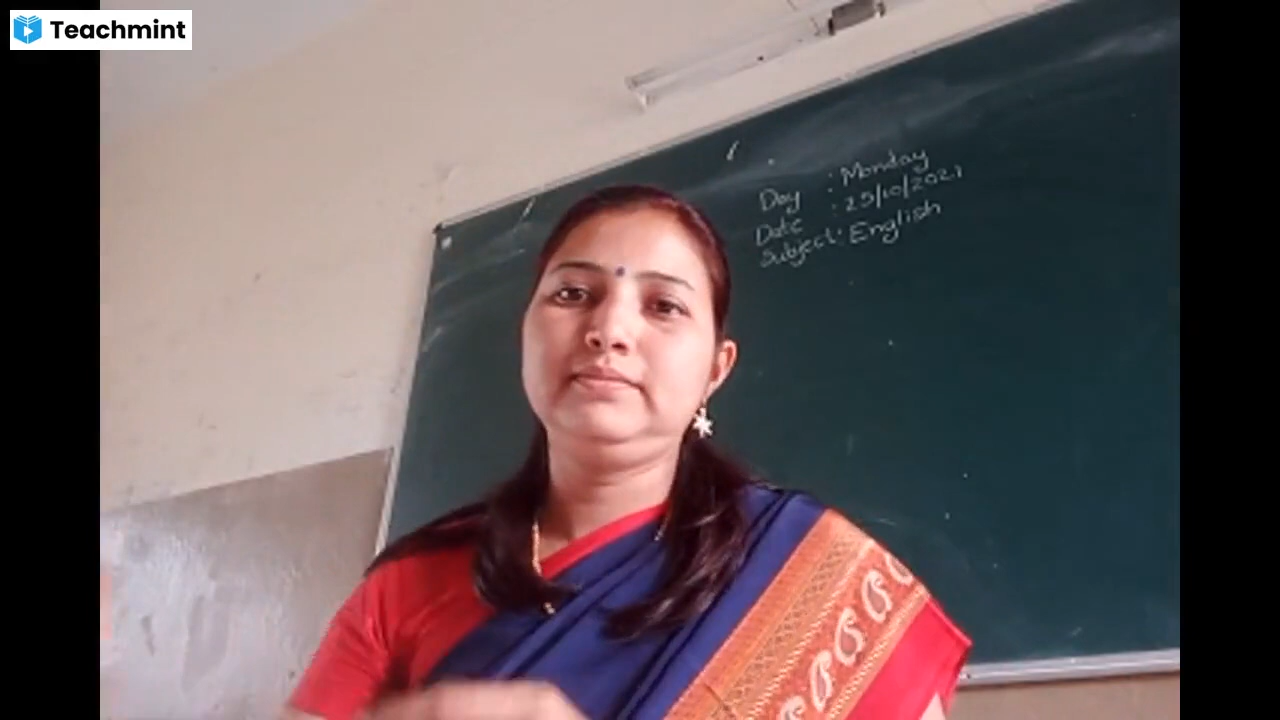 Teachmint
Day : Monday
Date : 25/10/2021
Subject: English